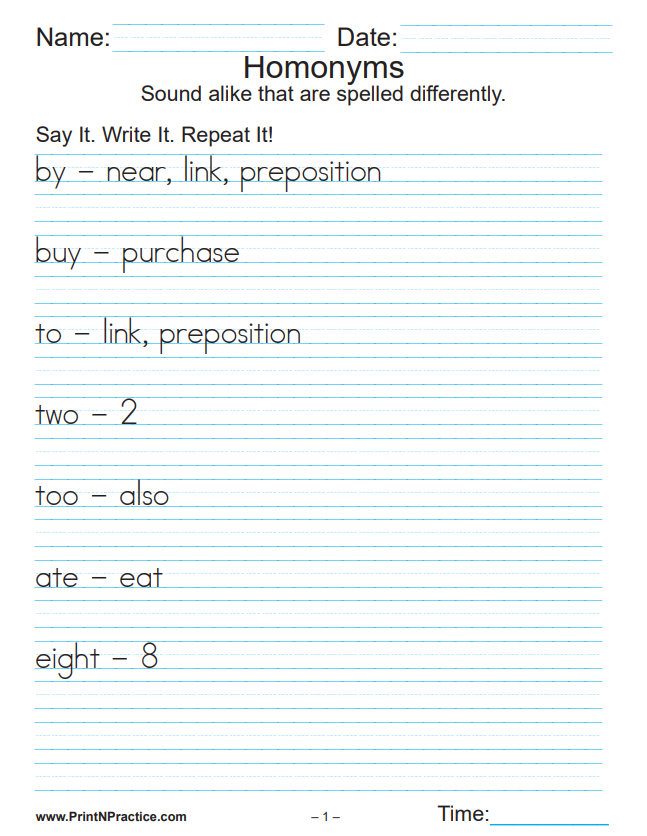 Name: Date:
Homonyms
Sound alike that are spelled differently.
Say It. Write It. Repeat It!
by – near, link, preposition
buy – purchase
to – link, preposition
two – 2
too – also
ate – eat
eight – 8
www.PrintNPractice.com – 1 – Time: